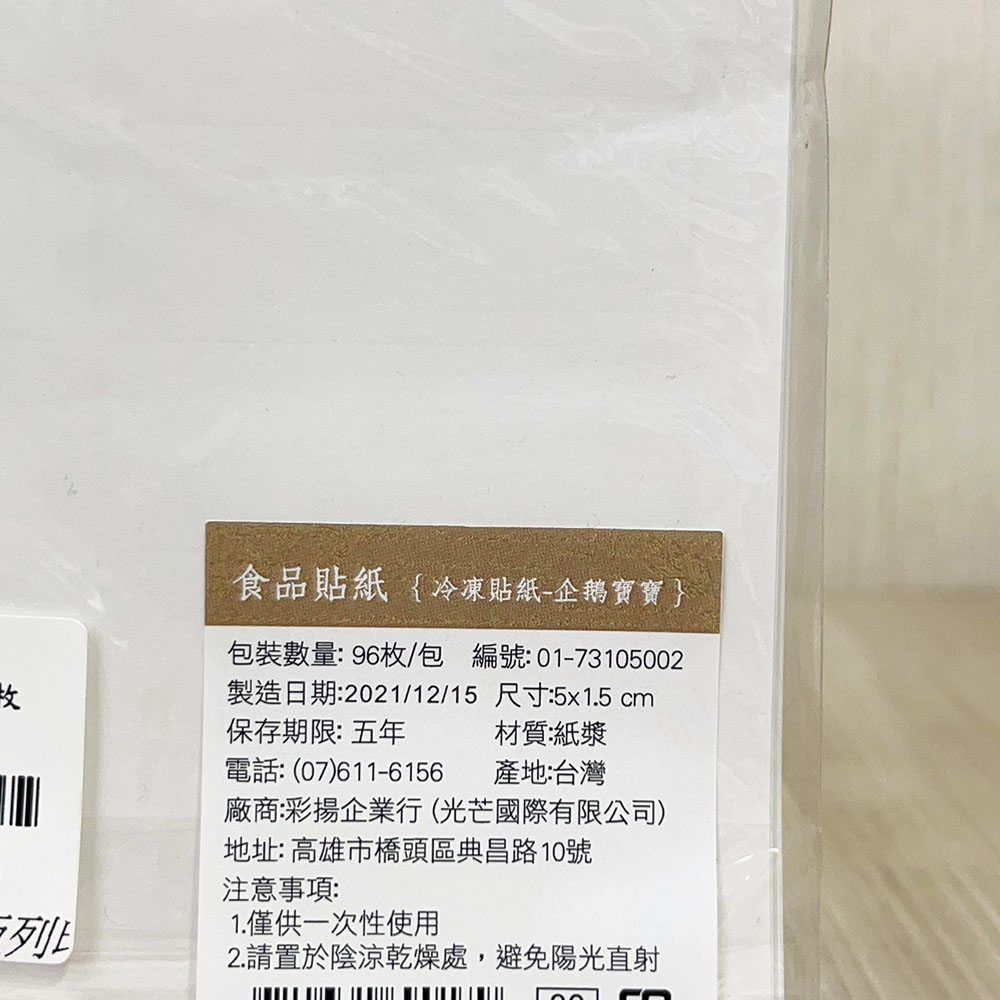 食品貼紙 {冷凍貼紙-企鵝寶寶}
包裝數量: 96枚/包 編號: 01-73105002
製造日期:2021/12/15 尺寸:5x1.5 cm
保存期限: 五年 材質:紙漿
電話: (07)611-6156 產地:台灣
廠商:彩揚企業行 (光芒國際有限公司)
地址: 高雄市橋頭區典昌路10號
注意事項:
1.僅供一次性使用
2.請置於陰涼乾燥處，避免陽光直射
枚
列